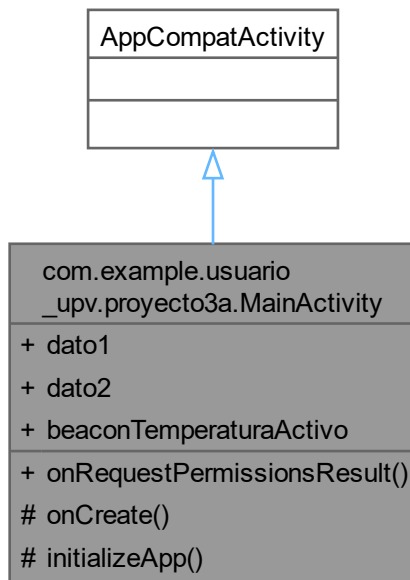 AppCompatActivity
com.example.usuario
_upv.proyecto3a.MainActivity
+ dato1
+ dato2
+ beaconTemperaturaActivo
+ onRequestPermissionsResult()
# onCreate()
# initializeApp()